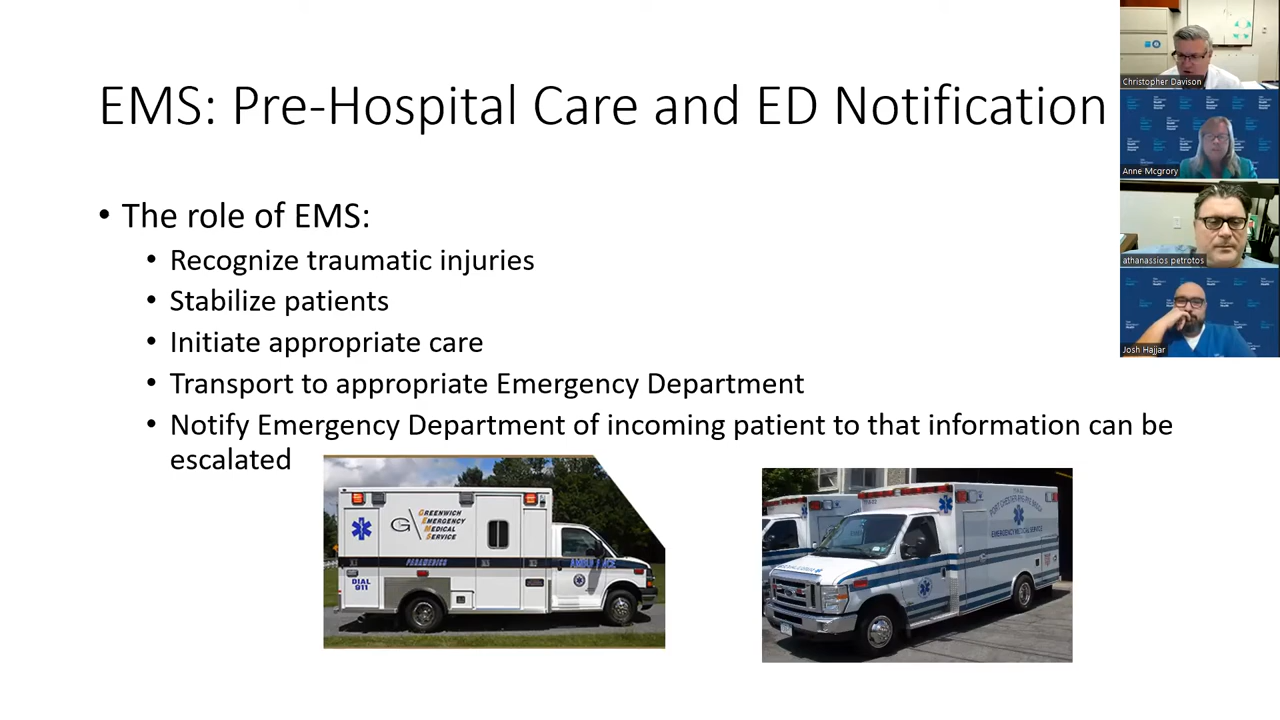 EMS: Pre-Hospital Care and ED Notification
• The role of EMS:
• Recognize traumatic injuries
• Stabilize patients
• Initiate appropriate care
• Transport to appropriate Emergency Department
• Notify Emergency Department of incoming patient to that information can be
escalated
GREENWICH
EMERGENCY
MEDICAL
SERVICE
G
PARAMEDICS
AMBULANCE
DIAL
911
EMERGENCY MEDICAL SERVICE
Christopher Davison
Anne Mcgrory
athanassios petrotos
Josh Hajjar